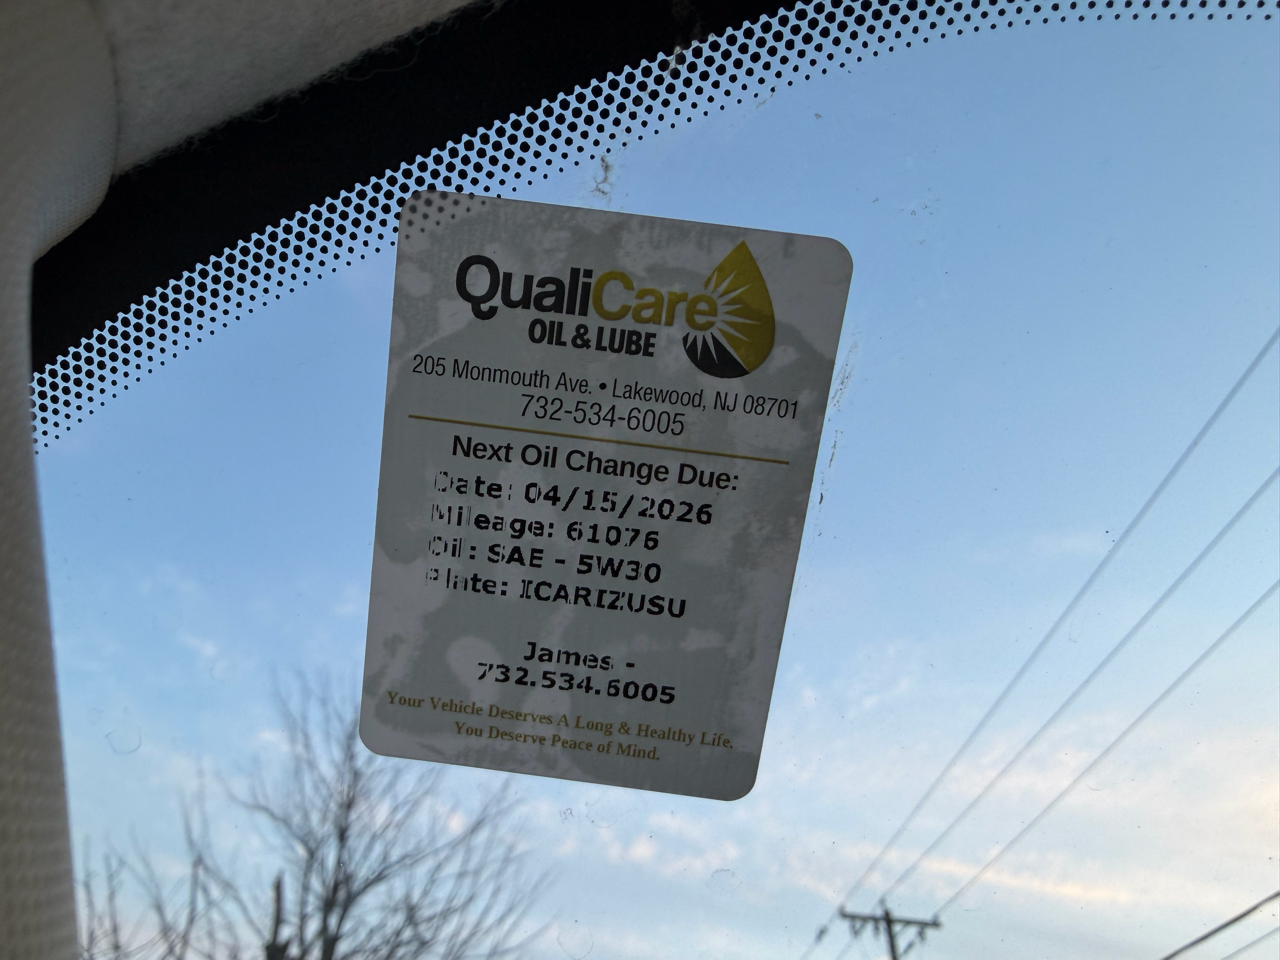 QualiCare
OIL & LUBE
205 Monmouth Ave. • Lakewood, NJ 08701
732-534-6005
Next Oil Change Due:
Date: 04/15/2026
Mileage: 61076
Oil: SAE - 5W30
Plate: ICARIZUSU
James -
732.534.6005
Your Vehicle Deserves A Long & Healthy Life.
You Deserve Peace of Mind.